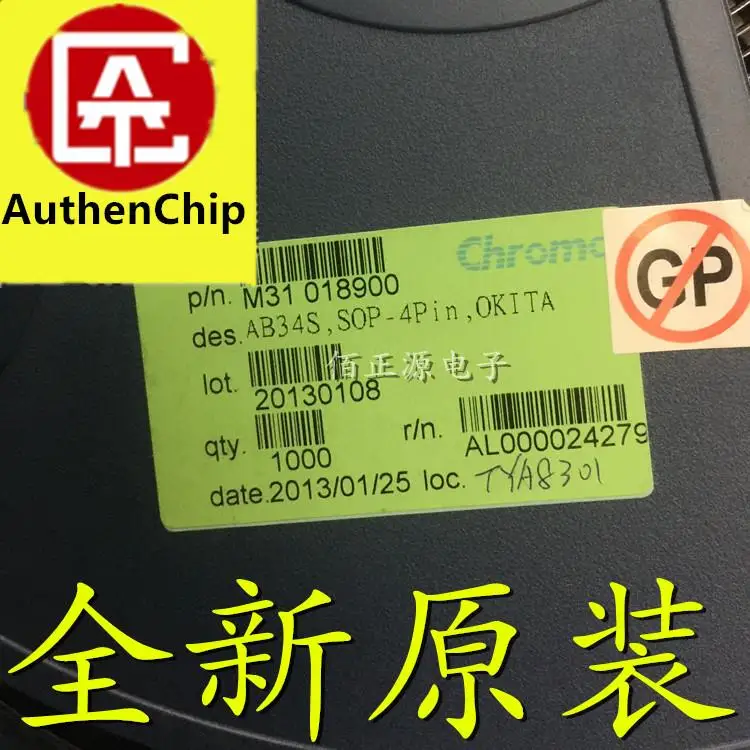 AuthenChip
Chroma
GP
p/n. M31 018900
des. AB34S,SOP-4Pin,OKITA
佰正源电子
lot. 20130108
qty. 1000
r/n. AL000024279
date.2013/01/25 loc. TYA8301
全新原装